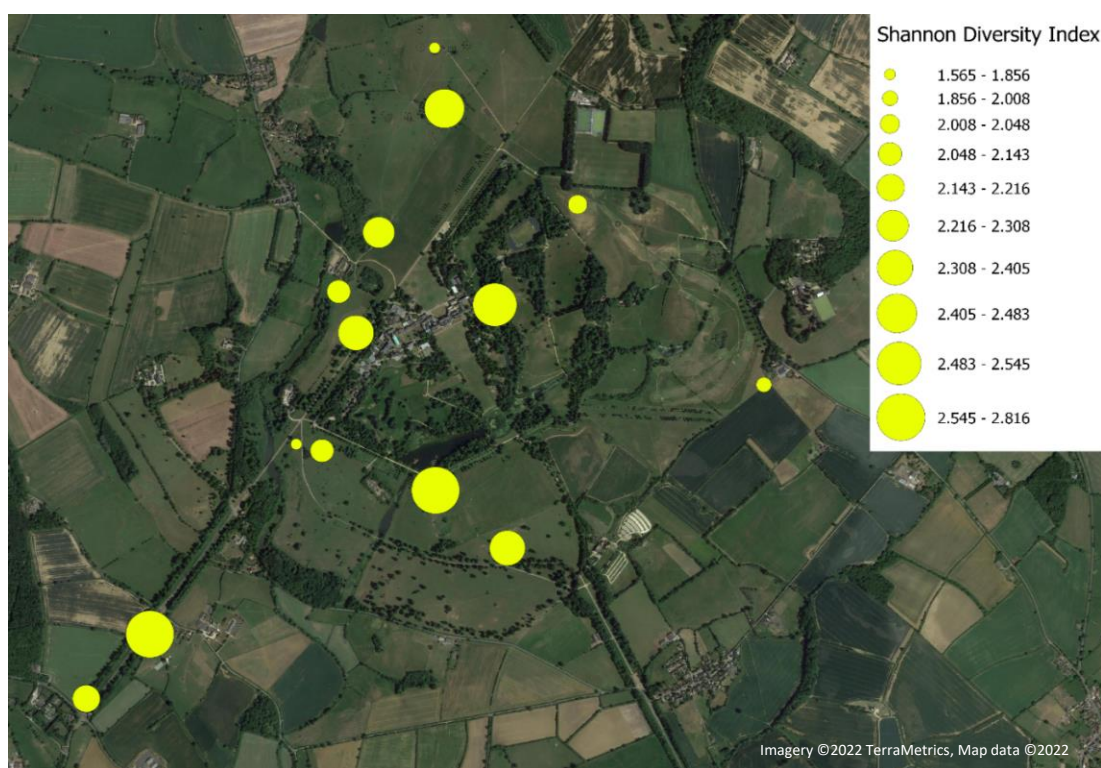 Shannon Diversity Index
1.565 - 1.856
1.856 - 2.008
2.008 - 2.048
2.048 - 2.143
2.143 - 2.216
2.216 - 2.308
2.308 - 2.405
2.405 - 2.483
2.483 - 2.545
2.545 - 2.816
Imagery ©2022 TerraMetrics, Map data ©2022